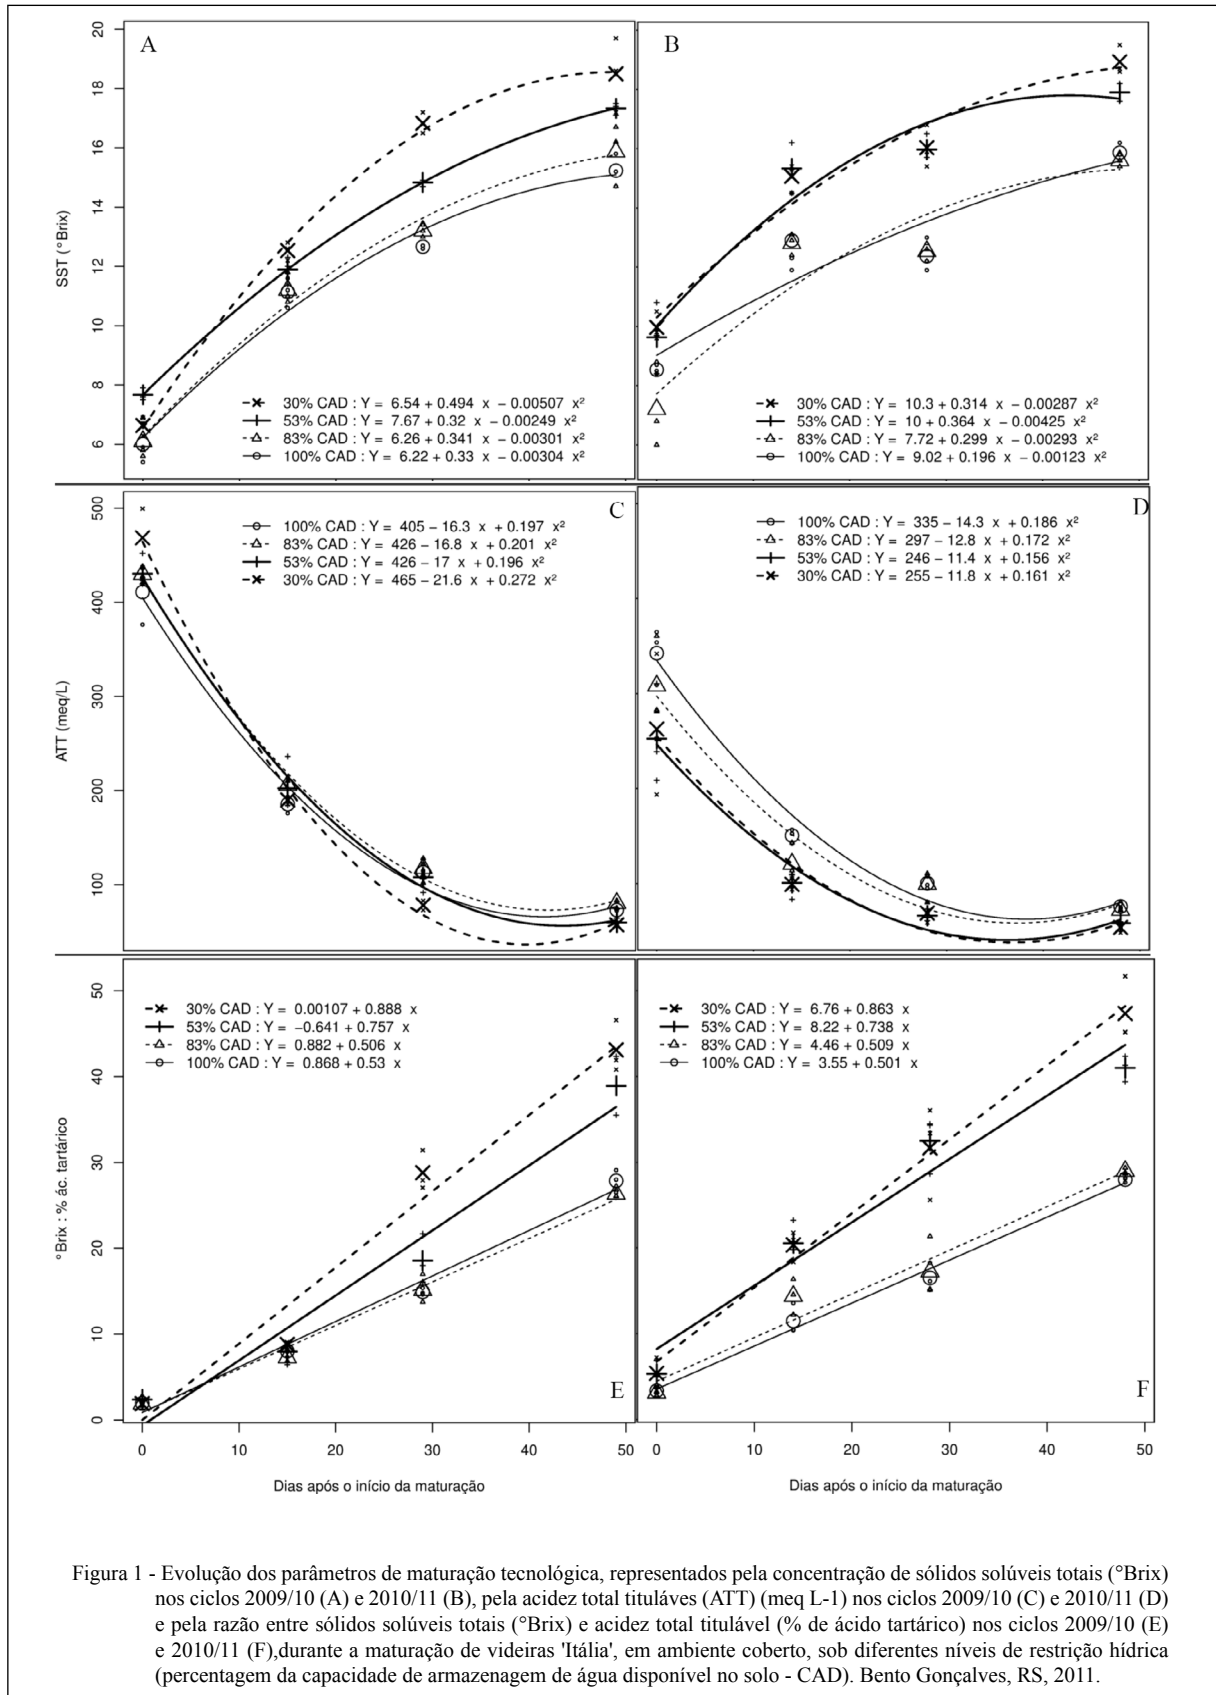 A
B
SST (°Brix)
20
18
16
14
12
10
8
6
30% CAD : Y = 6.54 + 0.494 x − 0.00507 x²
53% CAD : Y = 7.67 + 0.32 x − 0.00249 x²
83% CAD : Y = 6.26 + 0.341 x − 0.00301 x²
100% CAD : Y = 6.22 + 0.33 x − 0.00304 x²
30% CAD : Y = 10.3 + 0.314 x − 0.00287 x²
53% CAD : Y = 10 + 0.364 x − 0.00425 x²
83% CAD : Y = 7.72 + 0.299 x − 0.00293 x²
100% CAD : Y = 9.02 + 0.196 x − 0.00123 x²
C
D
ATT (meq/L)
500
400
300
200
100
100% CAD : Y = 405 − 16.3 x + 0.197 x²
83% CAD : Y = 426 − 16.8 x + 0.201 x²
53% CAD : Y = 426 − 17 x + 0.196 x²
30% CAD : Y = 465 − 21.6 x + 0.272 x²
100% CAD : Y = 335 − 14.3 x + 0.186 x²
83% CAD : Y = 297 − 12.8 x + 0.172 x²
53% CAD : Y = 246 − 11.4 x + 0.156 x²
30% CAD : Y = 255 − 11.8 x + 0.161 x²
°Brix : % ác. tartárico
50
40
30
20
10
0
30% CAD : Y = 0.00107 + 0.888 x
53% CAD : Y = −0.641 + 0.757 x
83% CAD : Y = 0.882 + 0.506 x
100% CAD : Y = 0.868 + 0.53 x
30% CAD : Y = 6.76 + 0.863 x
53% CAD : Y = 8.22 + 0.738 x
83% CAD : Y = 4.46 + 0.509 x
100% CAD : Y = 3.55 + 0.501 x
E
F
0 10 20 30 40 50
0 10 20 30 40 50
Dias após o início da maturação
Dias após o início da maturação
Figura 1 - Evolução dos parâmetros de maturação tecnológica, representados pela concentração de sólidos solúveis totais (°Brix)
nos ciclos 2009/10 (A) e 2010/11 (B), pela acidez total tituláves (ATT) (meq L-1) nos ciclos 2009/10 (C) e 2010/11 (D)
e pela razão entre sólidos solúveis totais (°Brix) e acidez total titulável (% de ácido tartárico) nos ciclos 2009/10 (E)
e 2010/11 (F),durante a maturação de videiras 'Itália', em ambiente coberto, sob diferentes níveis de restrição hídrica
(percentagem da capacidade de armazenagem de água disponível no solo - CAD). Bento Gonçalves, RS, 2011.